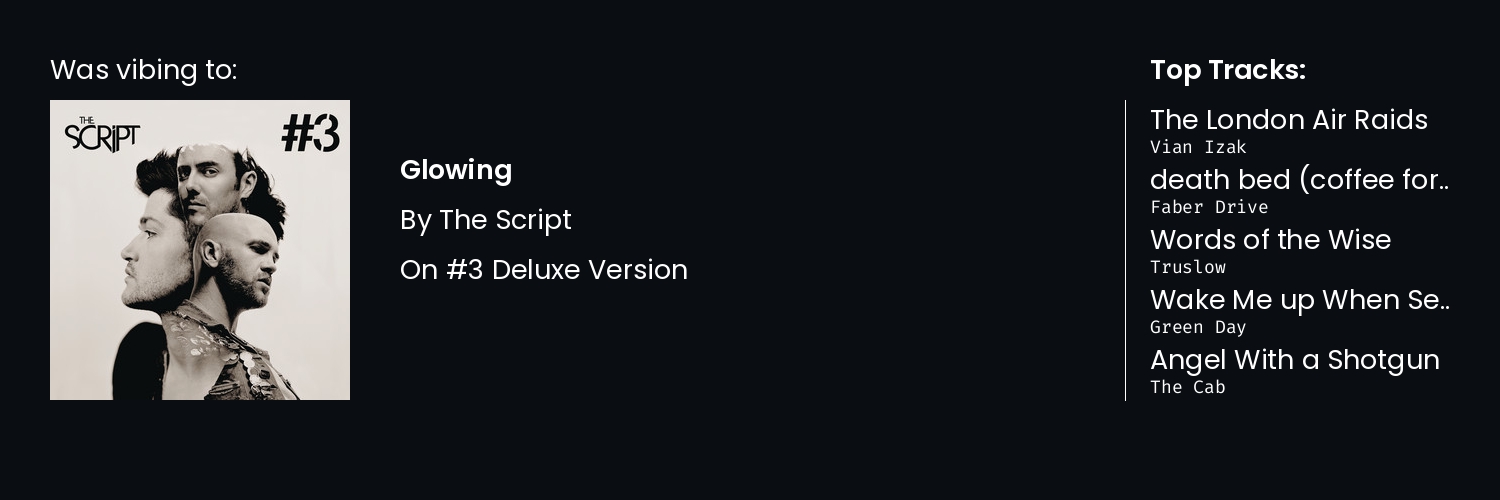 Was vibing to:
THE
SCRIPT
#3
Glowing
By The Script
On #3 Deluxe Version
Top Tracks:
The London Air Raids
Vian Izak
death bed (coffee for..
Faber Drive
Words of the Wise
Truslow
Wake Me up When Se..
Green Day
Angel With a Shotgun
The Cab